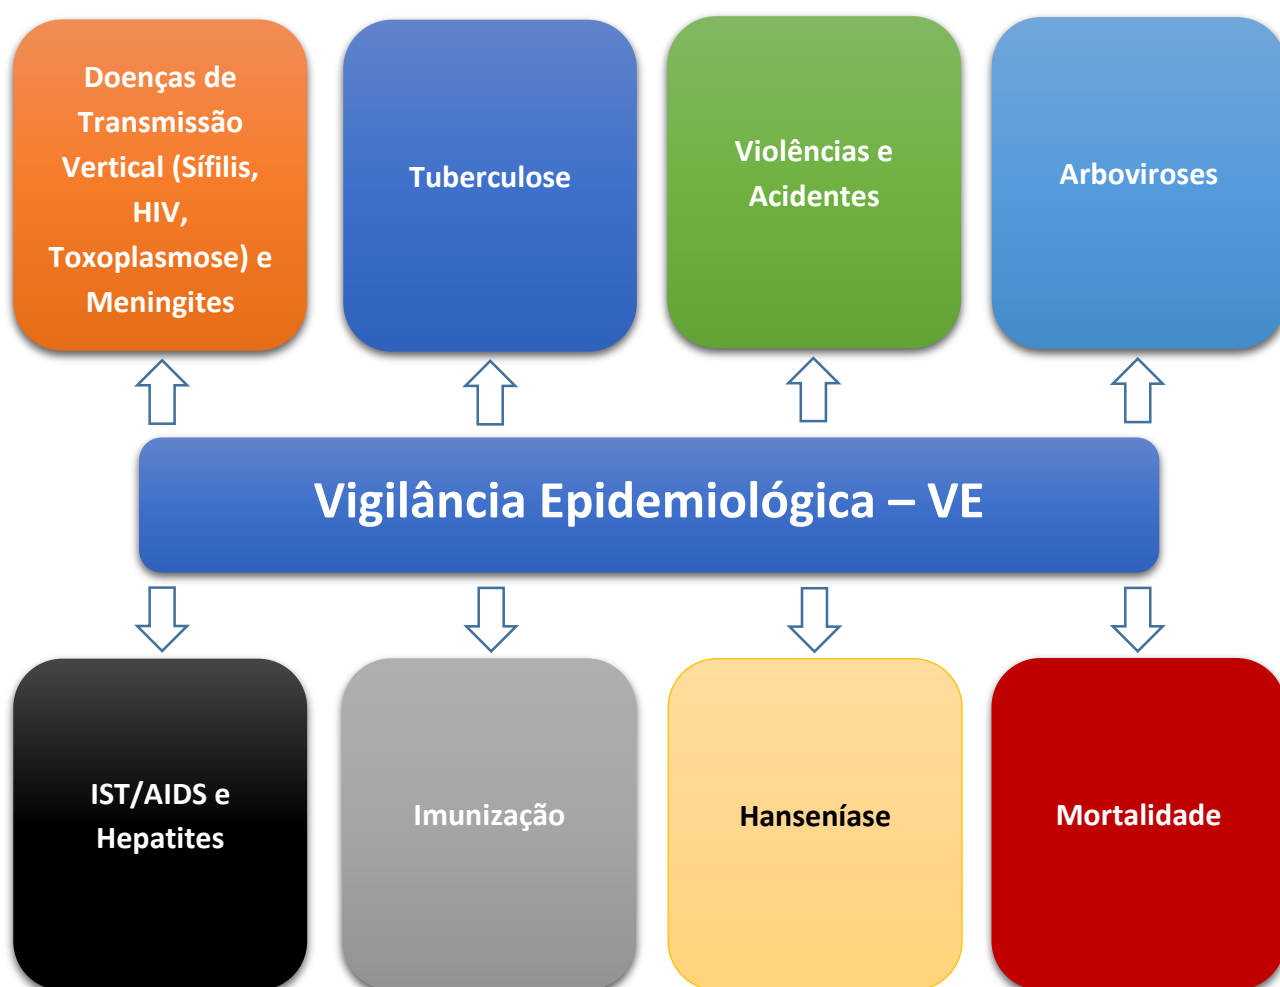 Doenças de
Transmissão
Vertical (Sífilis,
HIV,
Toxoplasmose) e
Meningites
Tuberculose
Violências e
Acidentes
Arboviroses
Vigilância Epidemiológica – VE
IST/AIDS e
Hepatites
Imunização
Hanseníase
Mortalidade